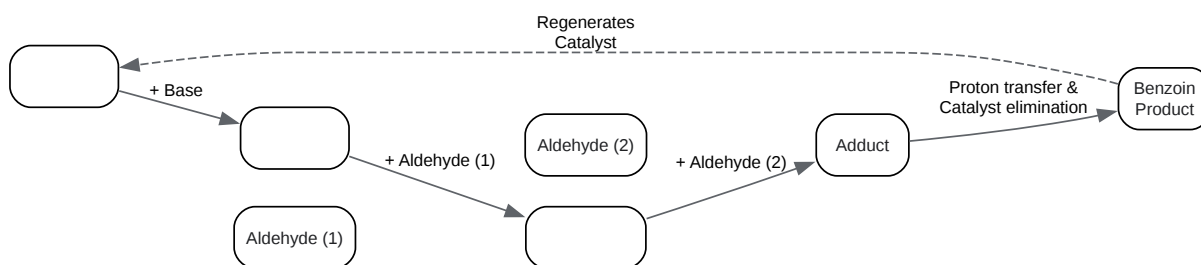 Regenerates
Catalyst
+ Base
Proton transfer &
Catalyst elimination
Benzoin
Product
Aldehyde (2)
Adduct
+ Aldehyde (1)
+ Aldehyde (2)
Aldehyde (1)